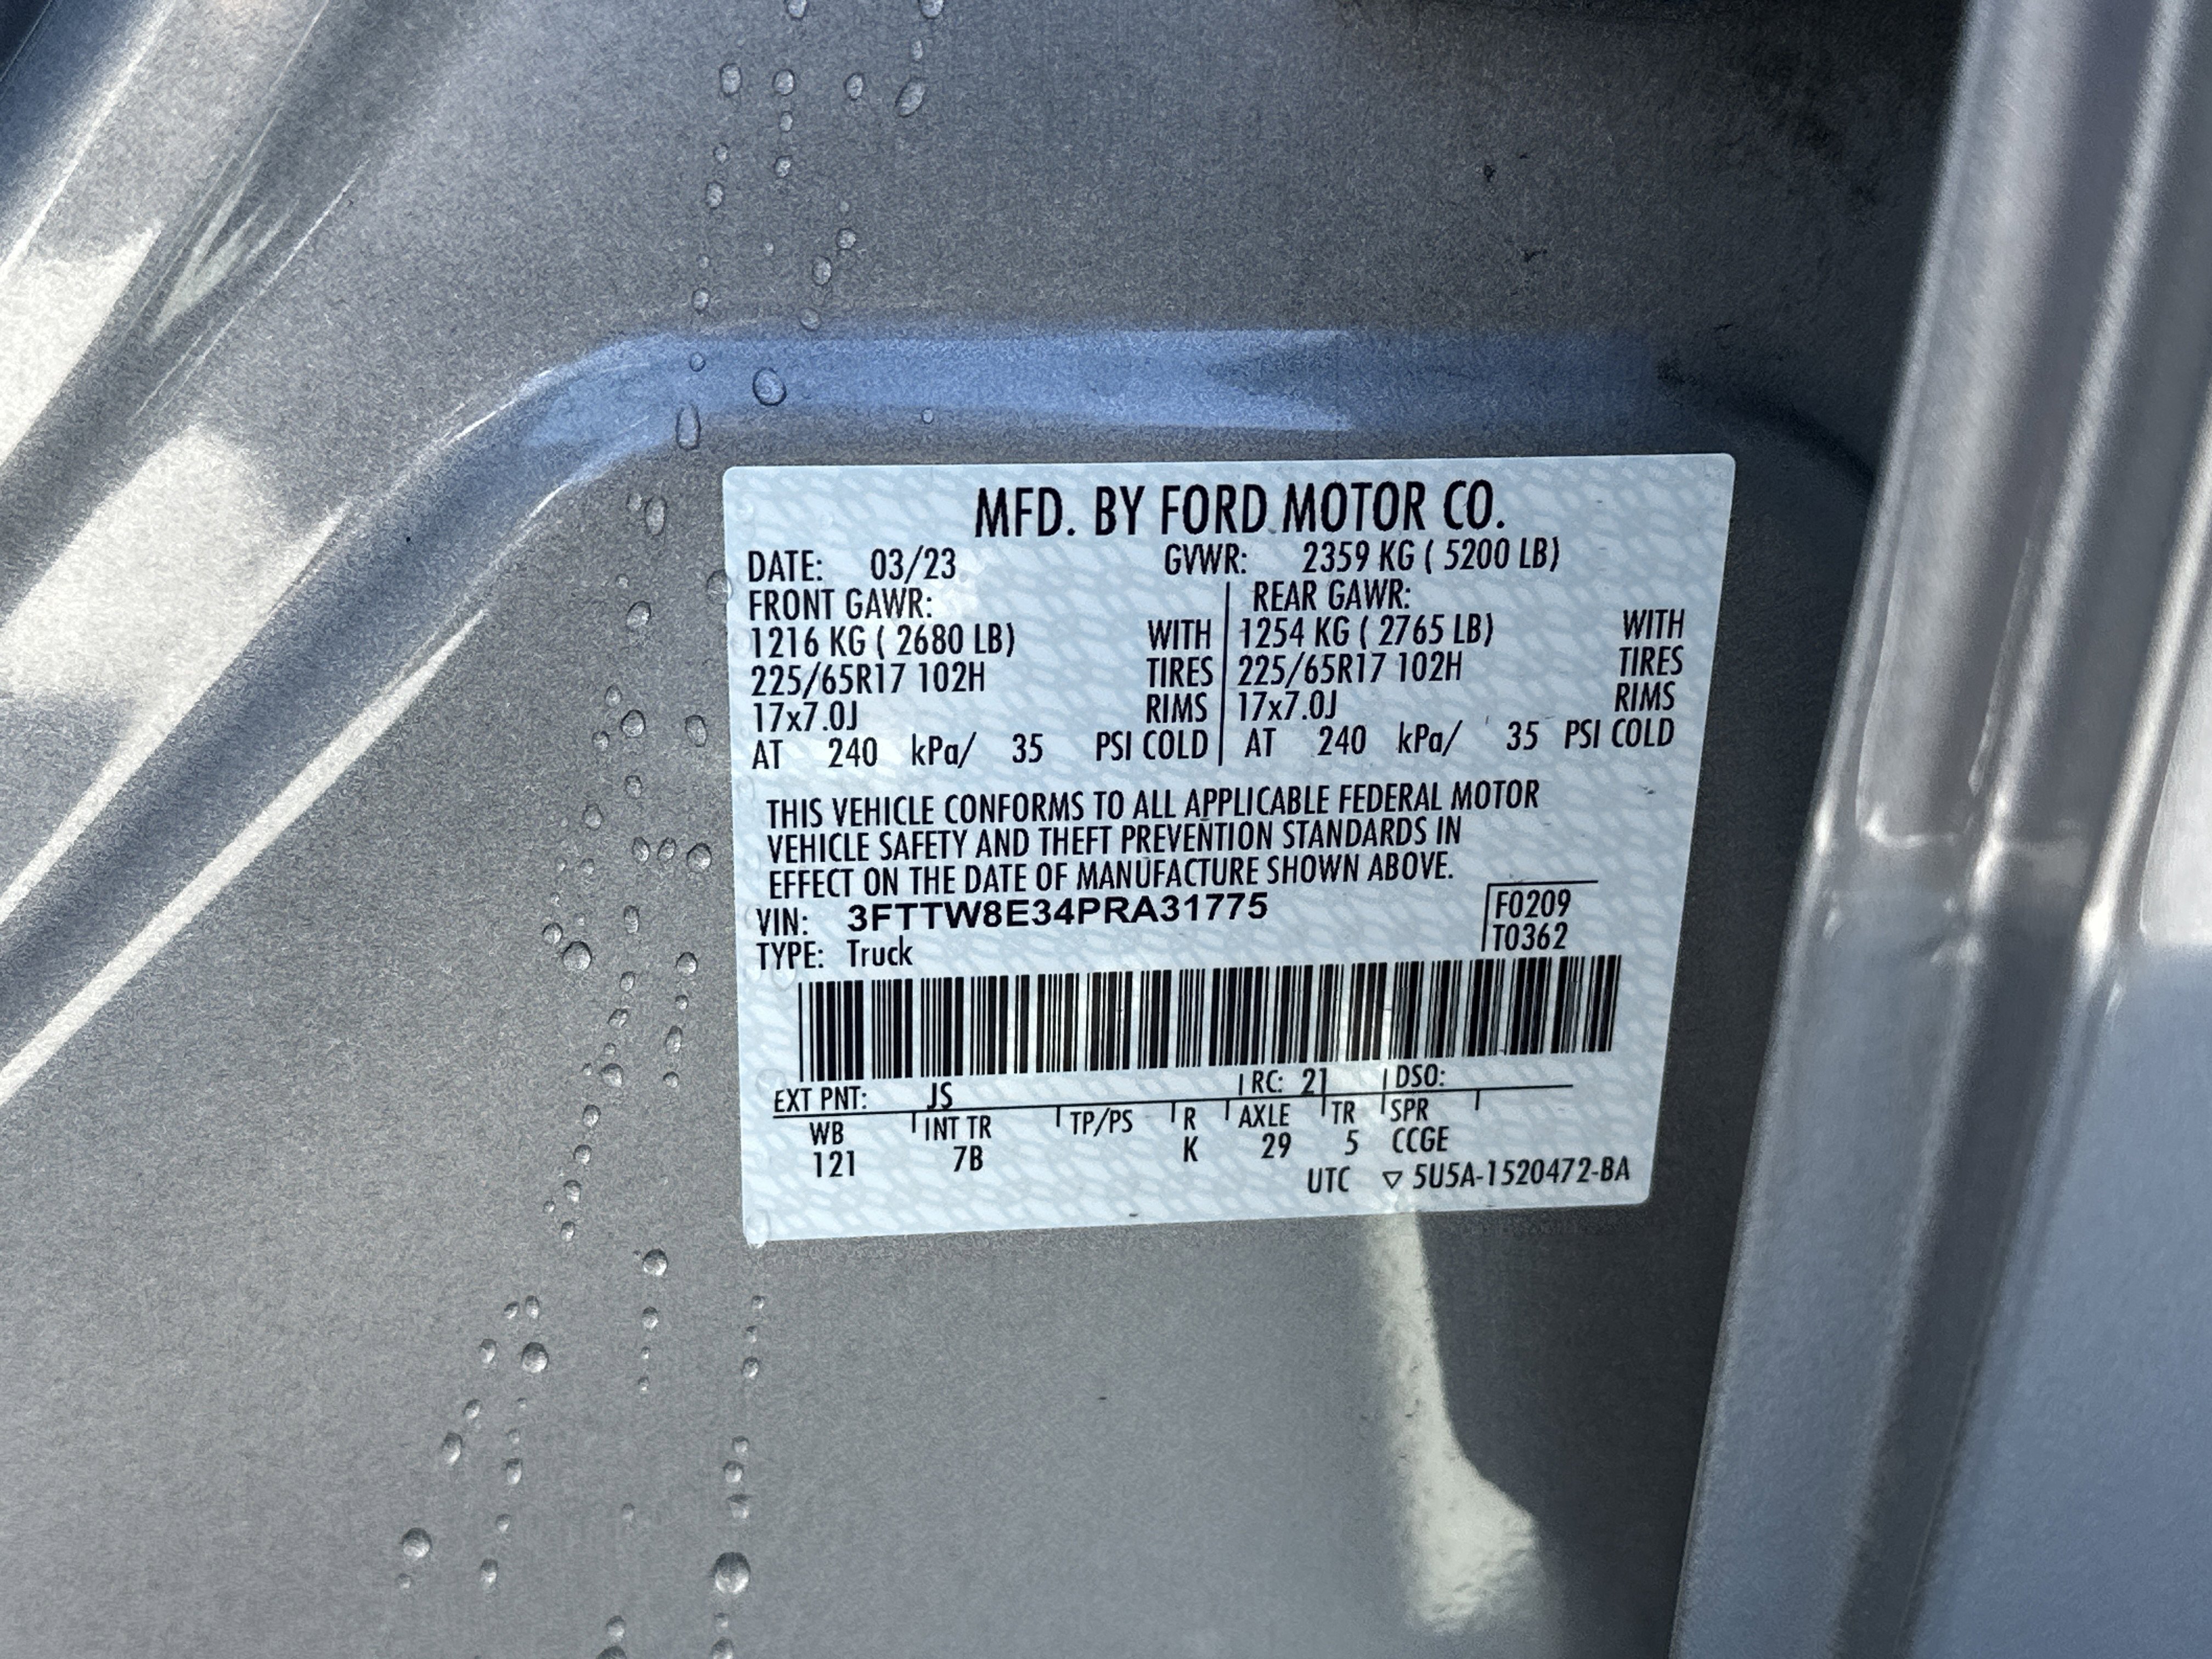 MFD. BY FORD MOTOR CO.
DATE: 03/23 GVWR: 2359 KG ( 5200 LB)
FRONT GAWR: REAR GAWR:
1216 KG ( 2680 LB) WITH 1254 KG ( 2765 LB) WITH
225/65R17 102H TIRES 225/65R17 102H TIRES
17x7.0J RIMS 17x7.0J RIMS
AT 240 kPa/ 35 PSI COLD AT 240 kPa/ 35 PSI COLD
THIS VEHICLE CONFORMS TO ALL APPLICABLE FEDERAL MOTOR
VEHICLE SAFETY AND THEFT PREVENTION STANDARDS IN
EFFECT ON THE DATE OF MANUFACTURE SHOWN ABOVE.
VIN: 3FTTW8E34PRA31775 F0209
TYPE: Truck T0362
EXT PNT: JS RC: 21 DSO:
WB INT TR TP/PS R AXLE TR SPR
121 7B K 29 5 CCGE
UTC ▽ 5U5A-1520472-BA